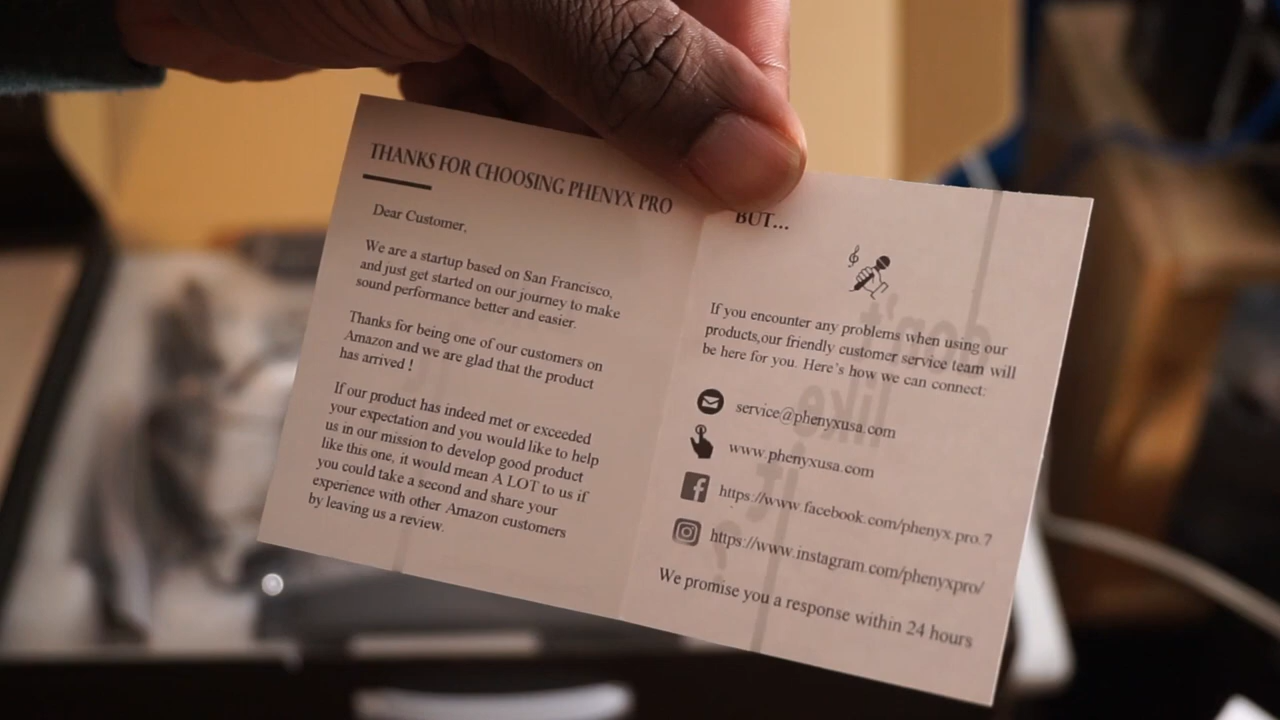 THANKS FOR CHOOSING PHENYX PRO
Dear Customer,
We are a startup based on San Francisco,
and just get started on our journey to make
sound performance better and easier.
Thanks for being one of our customers on
Amazon and we are glad that the product
has arrived !
If our product has indeed met or exceeded
your expectation and you would like to help
us in our mission to develop good product
like this one, it would mean A LOT to us if
you could take a second and share your
experience with other Amazon customers
by leaving us a review.
BUT...
If you encounter any problems when using our
products,our friendly customer service team will
be here for you. Here's how we can connect:
service@phenyxusa.com
www.phenyxusa.com
https://www.facebook.com/phenyx.pro.7
https://www.instagram.com/phenyxpro/
We promise you a response within 24 hours
don't
like
it
?